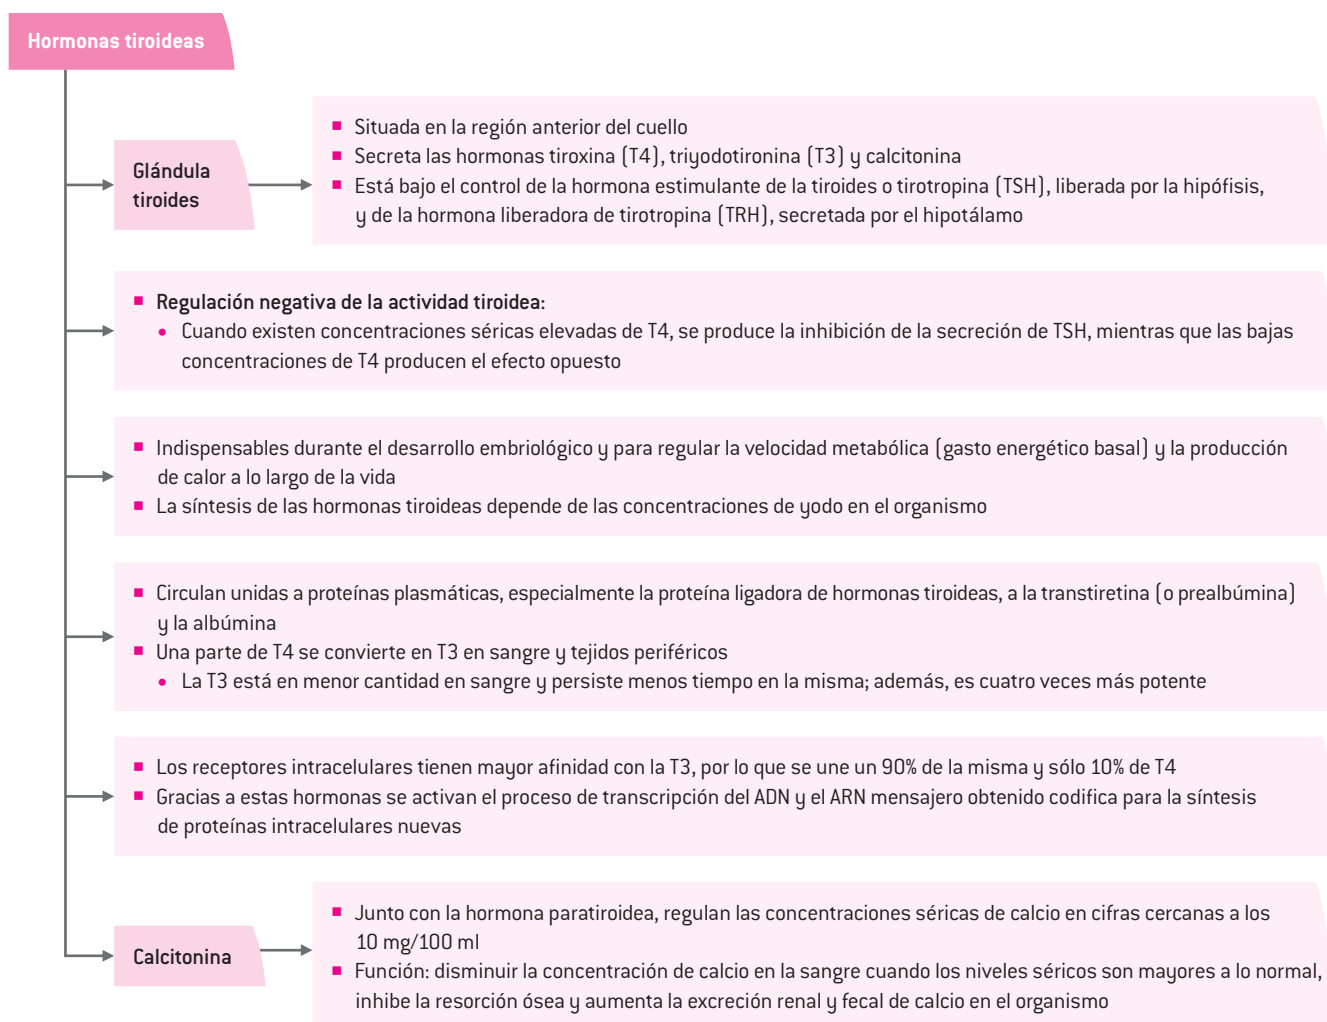 Hormonas tiroideas
Glándula
tiroides
■ Situada en la región anterior del cuello
■ Secreta las hormonas tiroxina (T4), triyodotironina (T3) y calcitonina
■ Está bajo el control de la hormona estimulante de la tiroides o tirotropina (TSH), liberada por la hipófisis,
y de la hormona liberadora de tirotropina (TRH), secretada por el hipotálamo
■ Regulación negativa de la actividad tiroidea:
• Cuando existen concentraciones séricas elevadas de T4, se produce la inhibición de la secreción de TSH, mientras que las bajas
concentraciones de T4 producen el efecto opuesto
■ Indispensables durante el desarrollo embriológico y para regular la velocidad metabólica (gasto energético basal) y la producción
de calor a lo largo de la vida
■ La síntesis de las hormonas tiroideas depende de las concentraciones de yodo en el organismo
■ Circulan unidas a proteínas plasmáticas, especialmente la proteína ligadora de hormonas tiroideas, a la transtiretina (o prealbúmina)
y la albúmina
■ Una parte de T4 se convierte en T3 en sangre y tejidos periféricos
• La T3 está en menor cantidad en sangre y persiste menos tiempo en la misma; además, es cuatro veces más potente
■ Los receptores intracelulares tienen mayor afinidad con la T3, por lo que se une un 90% de la misma y sólo 10% de T4
■ Gracias a estas hormonas se activan el proceso de transcripción del ADN y el ARN mensajero obtenido codifica para la síntesis
de proteínas intracelulares nuevas
Calcitonina
■ Junto con la hormona paratiroidea, regulan las concentraciones séricas de calcio en cifras cercanas a los
10 mg/100 ml
■ Función: disminuir la concentración de calcio en la sangre cuando los niveles séricos son mayores a lo normal,
inhibe la resorción ósea y aumenta la excreción renal y fecal de calcio en el organismo